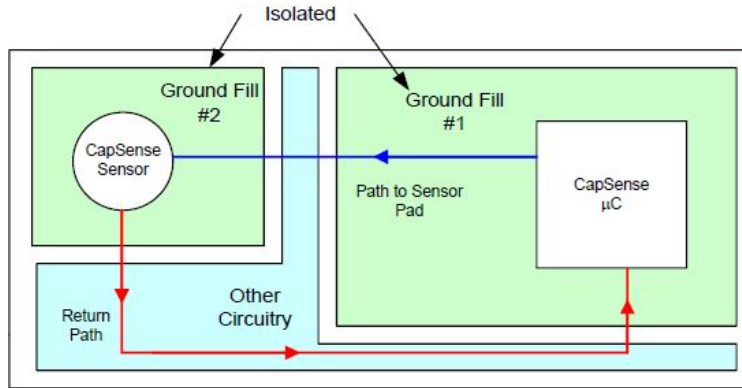 Isolated
Ground Fill
#2
Ground Fill
#1
CapSense
Sensor
CapSense
μC
Path to Sensor
Pad
Other
Circuitry
Return
Path